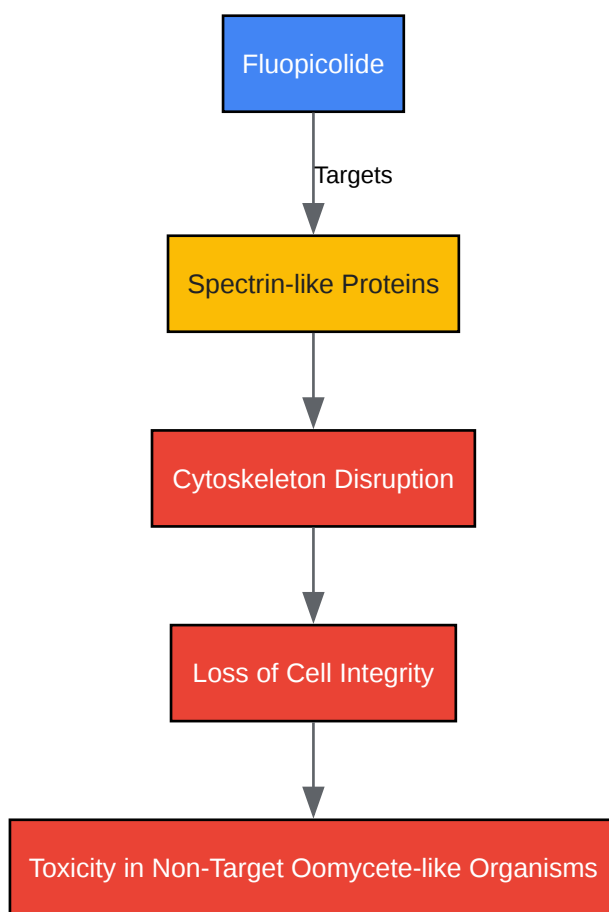 Fluopicolide
Targets
Spectrin-like Proteins
Cytoskeleton Disruption
Loss of Cell Integrity
Toxicity in Non-Target Oomycete-like Organisms